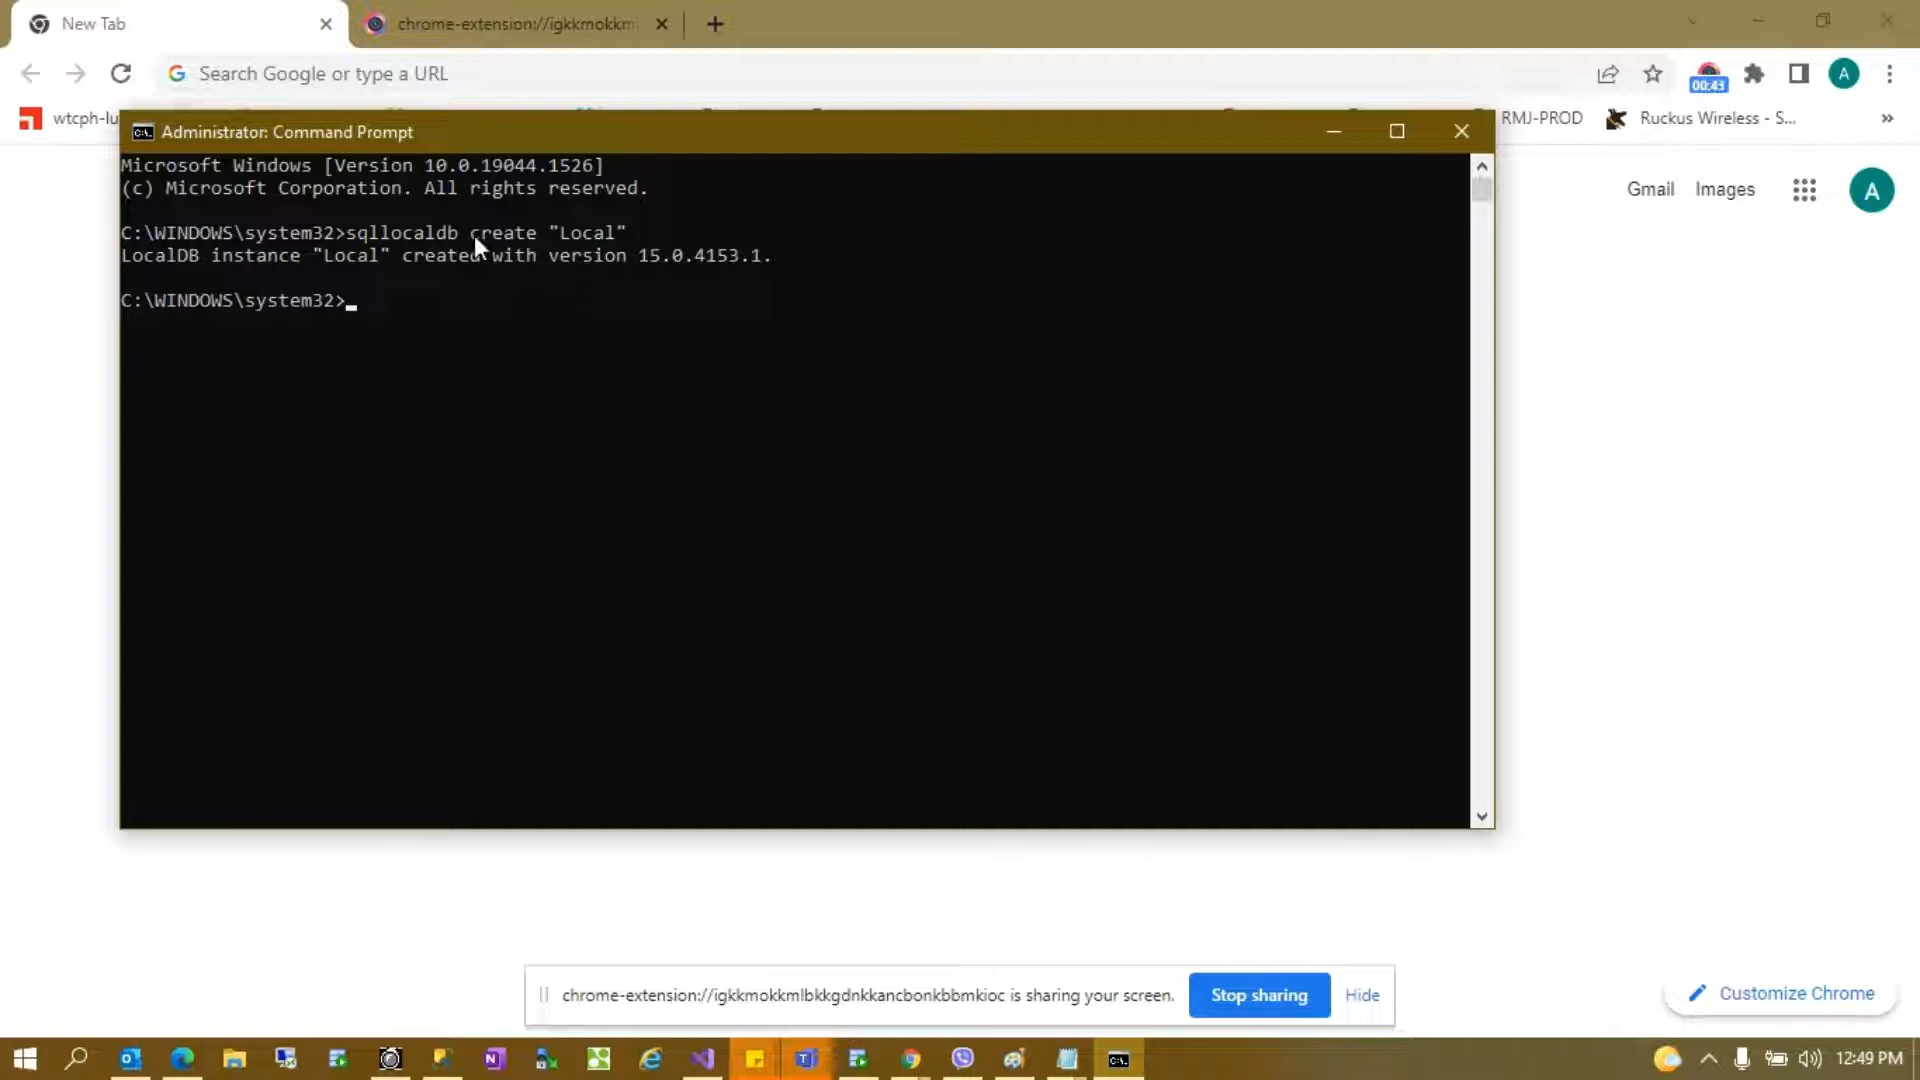 New Tab
chrome-extension://igkkmokkm
Search Google or type a URL
00:43
A
wtcph-lu
RMJ-PROD
Ruckus Wireless - S...
Administrator: Command Prompt
Microsoft Windows [Version 10.0.19044.1526]
(c) Microsoft Corporation. All rights reserved.
Gmail
Images
A
C:\WINDOWS\system32>sqllocaldb create "Local"
LocalDB instance "Local" created with version 15.0.4153.1.
C:\WINDOWS\system32>
chrome-extension://igkkmokkmlbkkgdnkkancbonkbbmkioc is sharing your screen.
Stop sharing
Hide
Customize Chrome
12:49 PM